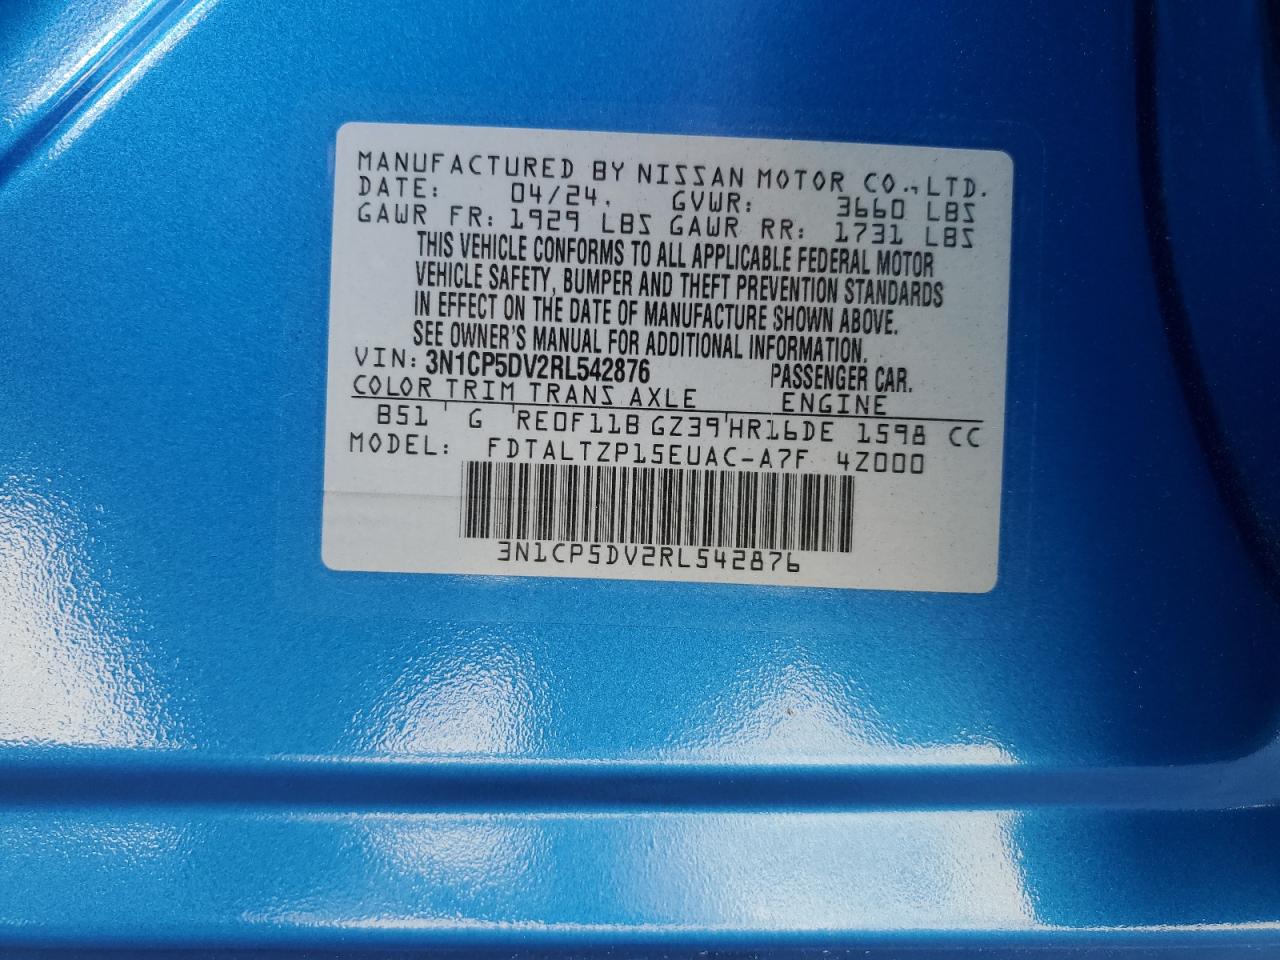 MANUFACTURED BY NISSAN MOTOR CO., LTD.
DATE: 04/24. GVWR: 3660 LBS
GAWR FR: 1929 LBS GAWR RR: 1731 LBS
THIS VEHICLE CONFORMS TO ALL APPLICABLE FEDERAL MOTOR
VEHICLE SAFETY, BUMPER AND THEFT PREVENTION STANDARDS
IN EFFECT ON THE DATE OF MANUFACTURE SHOWN ABOVE.
SEE OWNER'S MANUAL FOR ADDITIONAL INFORMATION.
VIN: 3N1CP5DV2RL542876 PASSENGER CAR.
COLOR TRIM TRANS AXLE ENGINE
B51 G RE0F11B GZ39 HR16DE 1598 CC
MODEL: FDTALTZP15EUAC-A7F 4Z000
3N1CP5DV2RL542876